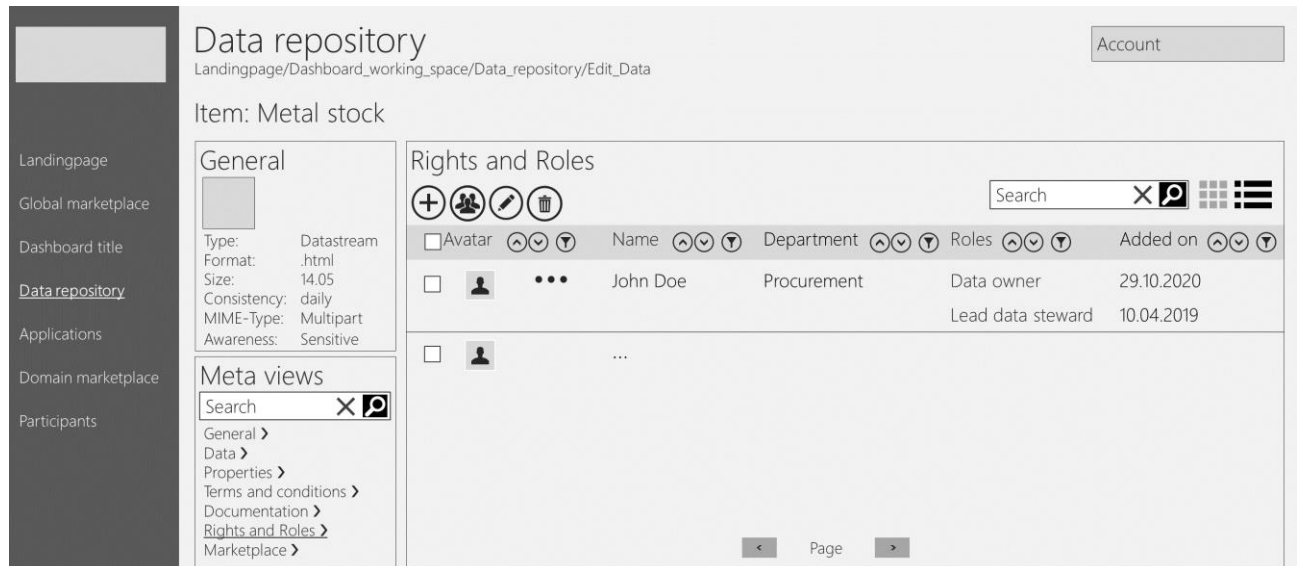 Data repository
Landingpage/Dashboard_working_space/Data_repository/Edit_Data
Account
Item: Metal stock
Landingpage
Global marketplace
Dashboard title
Data repository
Applications
Domain marketplace
Participants
General
Type: Datastream
Format: .html
Size: 14.05
Consistency: daily
MIME-Type: Multipart
Awareness: Sensitive
Meta views
Search
General
Data
Properties
Terms and conditions
Documentation
Rights and Roles
Marketplace
Rights and Roles
Search
Avatar Name Department Roles Added on
John Doe Procurement Data owner 29.10.2020
Lead data steward 10.04.2019
...
< Page >